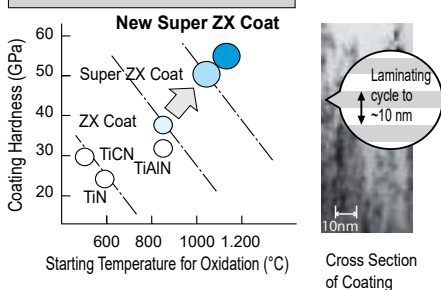 New Super ZX Coat
Coating Hardness (GPa)
60
50
40
30
20
Super ZX Coat
ZX Coat
TiCN
TiAlN
TiN
600 800 1000 1.200
Starting Temperature for Oxidation (°C)
Laminating
cycle to
~10 nm
10nm
Cross Section
of Coating